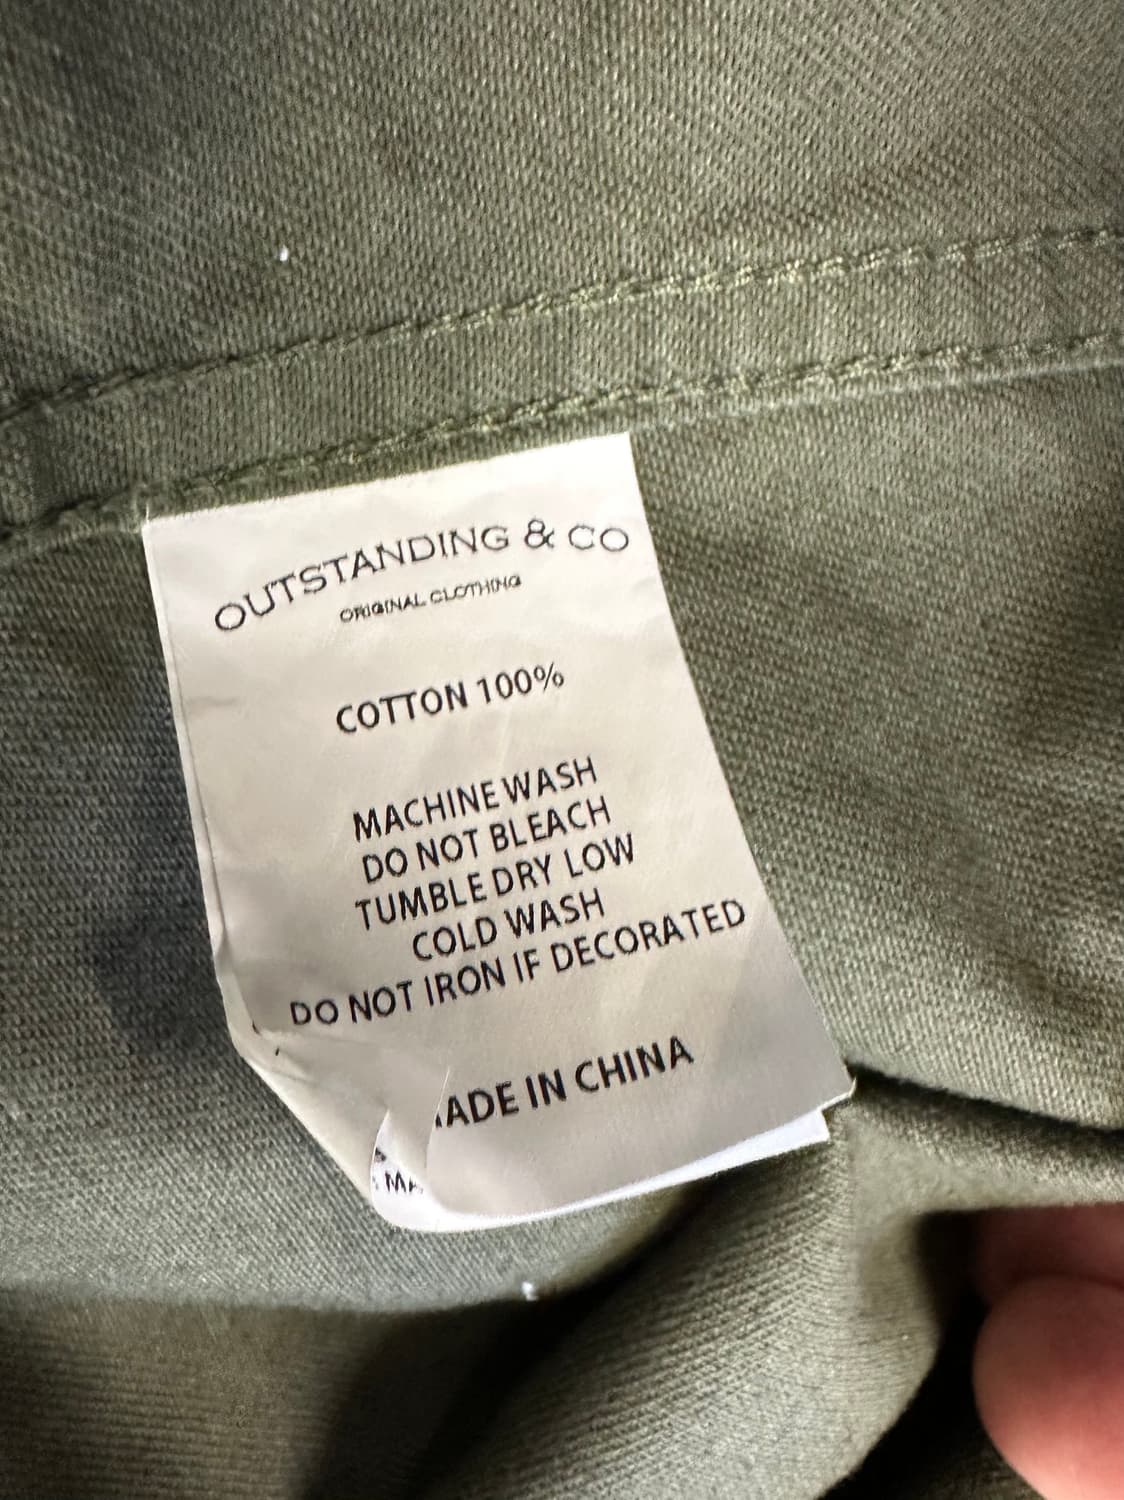 OUTSTANDING & CO
ORIGINAL CLOTHING
COTTON 100%
MACHINE WASH
DO NOT BLEACH
TUMBLE DRY LOW
COLD WASH
DO NOT IRON IF DECORATED
ADE IN CHINA